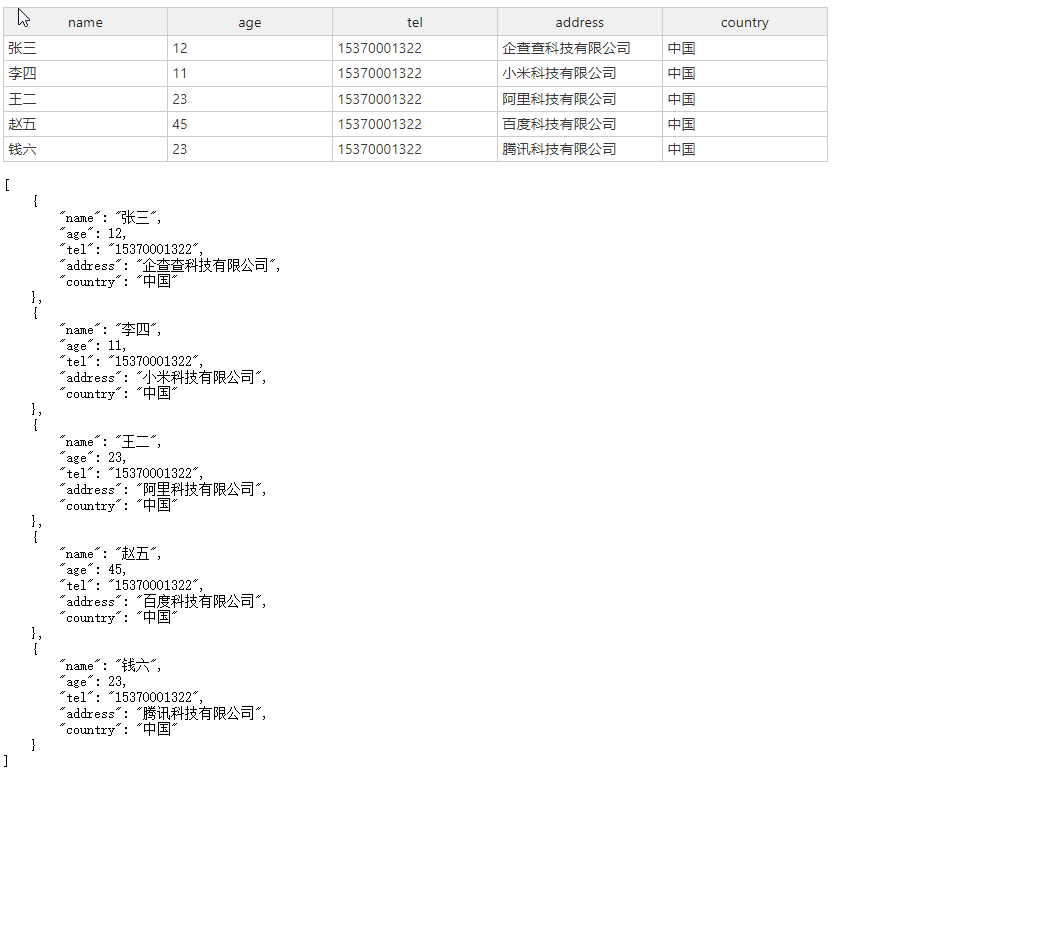 name age tel address country
张三 12 15370001322 企查查科技有限公司 中国
李四 11 15370001322 小米科技有限公司 中国
王二 23 15370001322 阿里科技有限公司 中国
赵五 45 15370001322 百度科技有限公司 中国
钱六 23 15370001322 腾讯科技有限公司 中国
[
    {
        "name": "张三",
        "age": 12,
        "tel": "15370001322",
        "address": "企查查科技有限公司",
        "country": "中国"
    },
    {
        "name": "李四",
        "age": 11,
        "tel": "15370001322",
        "address": "小米科技有限公司",
        "country": "中国"
    },
    {
        "name": "王二",
        "age": 23,
        "tel": "15370001322",
        "address": "阿里科技有限公司",
        "country": "中国"
    },
    {
        "name": "赵五",
        "age": 45,
        "tel": "15370001322",
        "address": "百度科技有限公司",
        "country": "中国"
    },
    {
        "name": "钱六",
        "age": 23,
        "tel": "15370001322",
        "address": "腾讯科技有限公司",
        "country": "中国"
    }
]